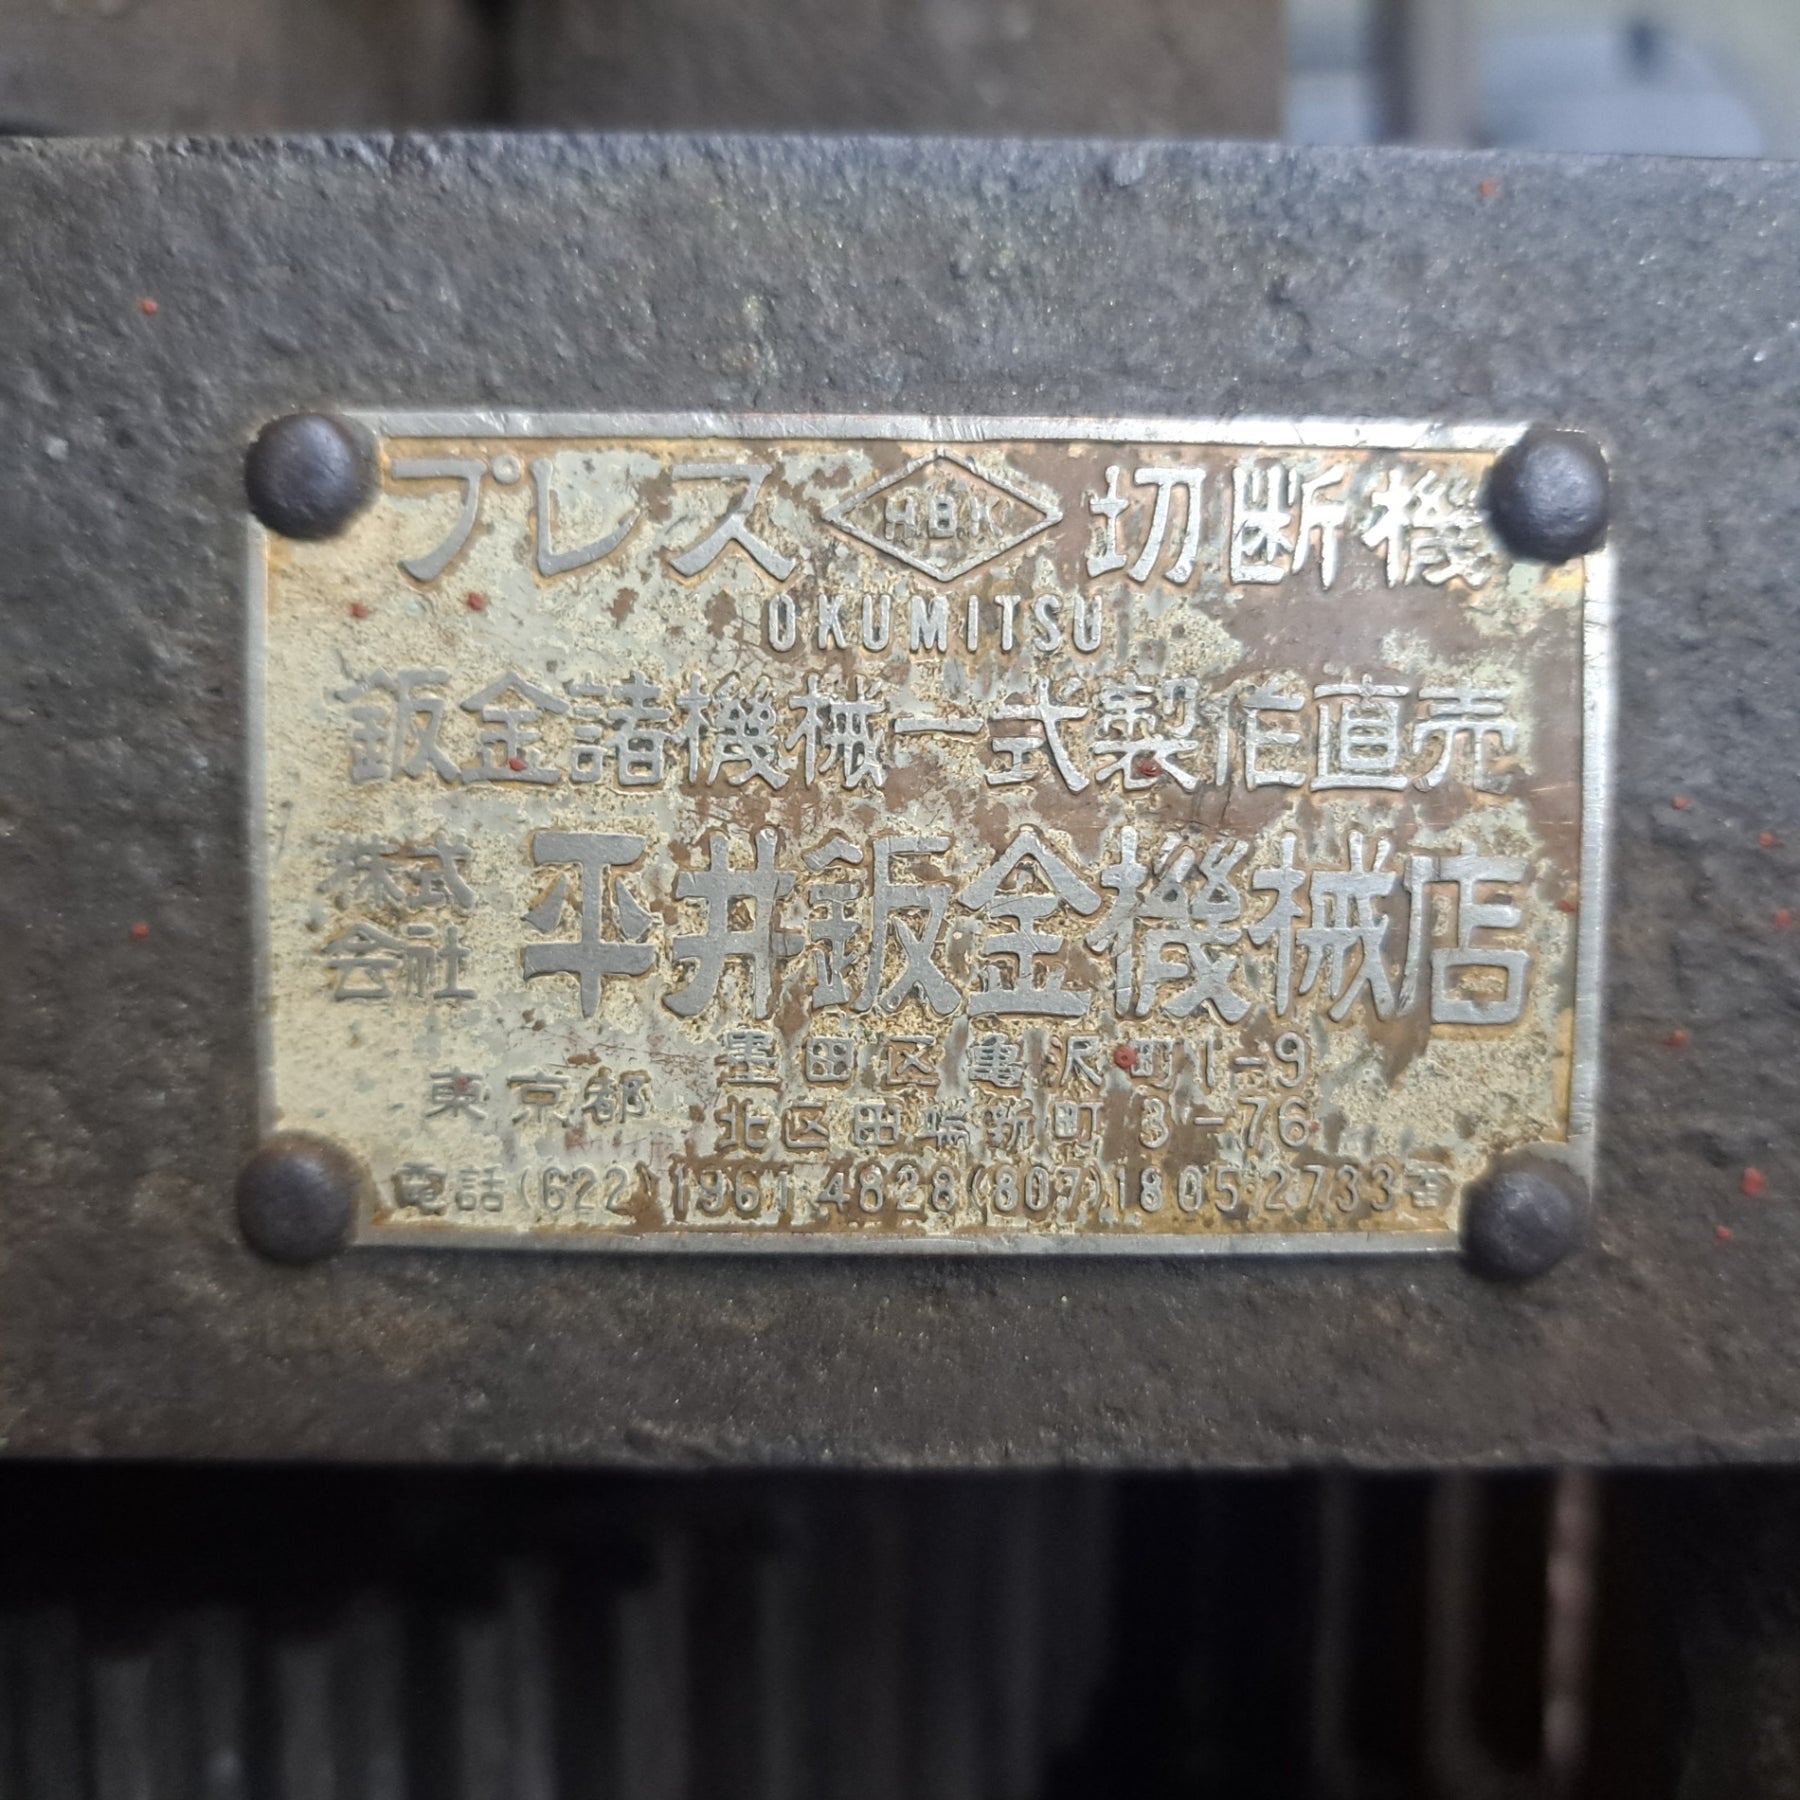 プレス HBK 切断機
OKUMITSU
鈑金諸機械一式製作直売
株式会社 平井鈑金機械店
東京都 墨田区亀沢町1-9
北区田端新町3-76
電話(622)1961 4828(807)1805 2733番